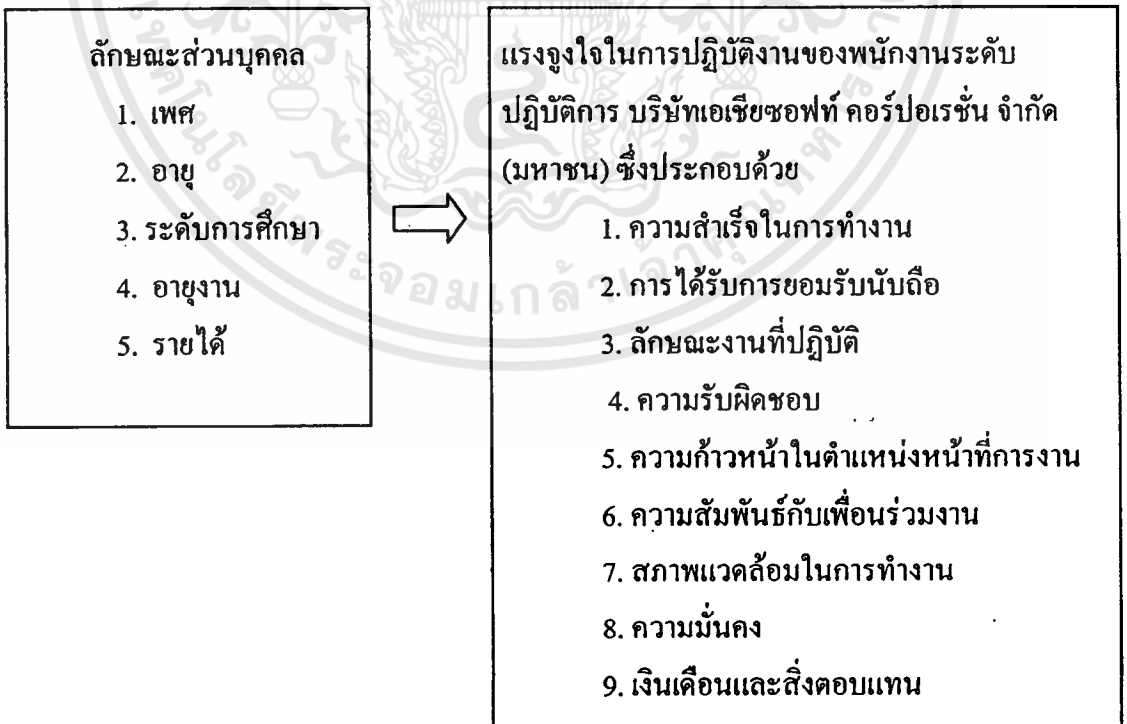 ลักษณะส่วนบุคคล
1. เพศ
2. อายุ
3. ระดับการศึกษา
4. อายุงาน
5. รายได้
แรงจูงใจในการปฏิบัติงานของพนักงานระดับ
ปฏิบัติการ บริษัทเอเชียซอฟท์ คอร์ปอเรชั่น จำกัด
(มหาชน) ซึ่งประกอบด้วย
1. ความสำเร็จในการทำงาน
2. การได้รับการยอมรับนับถือ
3. ลักษณะงานที่ปฏิบัติ
4. ความรับผิดชอบ
5. ความก้าวหน้าในตำแหน่งหน้าที่การงาน
6. ความสัมพันธ์กับเพื่อนร่วมงาน
7. สภาพแวดล้อมในการทำงาน
8. ความมั่นคง
9. เงินเดือนและสิ่งตอบแทน